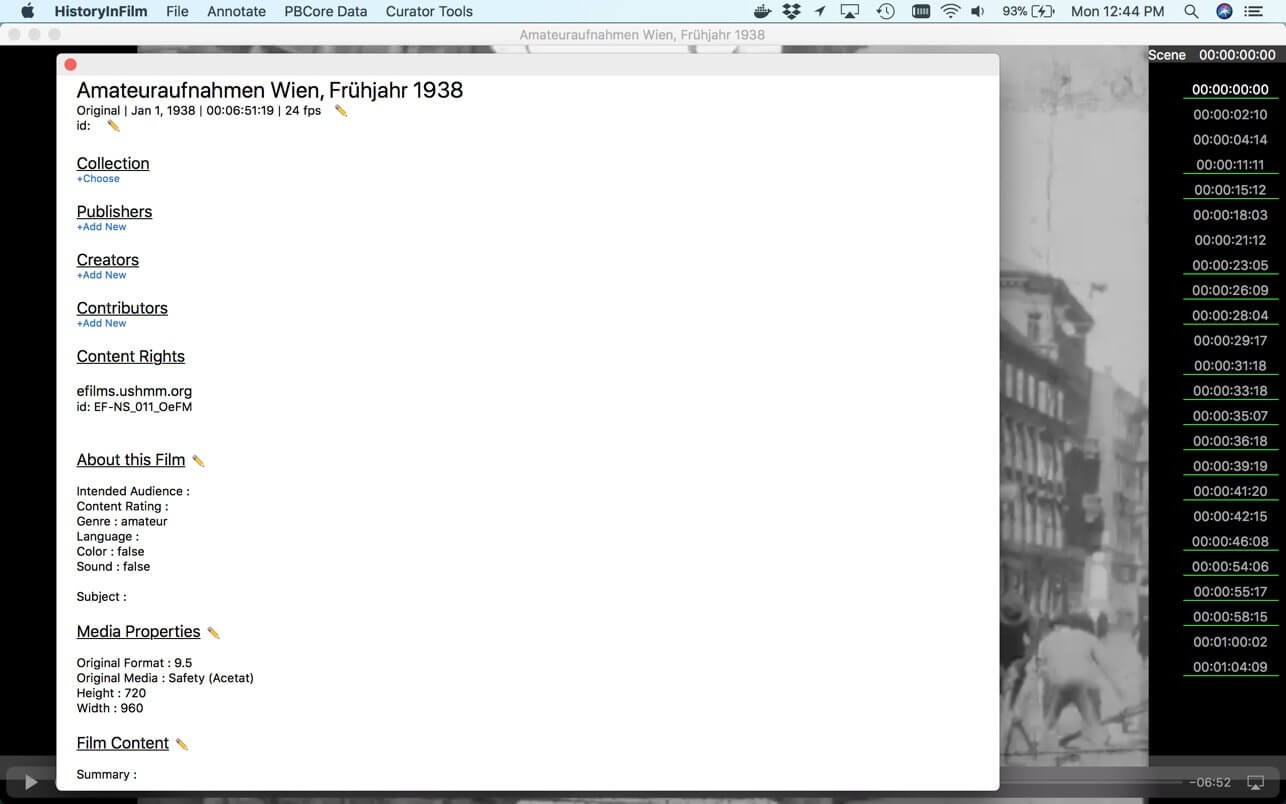 HistoryInFilm File Annotate PBCore Data Curator Tools 93% Mon 12:44 PM
Amateuraufnahmen Wien, Frühjahr 1938
Amateuraufnahmen Wien, Frühjahr 1938
Original | Jan 1, 1938 | 00:06:51:19 | 24 fps
id:
Collection
+Choose
Publishers
+Add New
Creators
+Add New
Contributors
+Add New
Content Rights
efilms.ushmm.org
id: EF-NS_011_OeFM
About this Film
Intended Audience :
Content Rating :
Genre : amateur
Language :
Color : false
Sound : false
Subject :
Media Properties
Original Format : 9.5
Original Media : Safety (Acetat)
Height : 720
Width : 960
Film Content
Summary :
Scene 00:00:00:00
00:00:00:00
00:00:02:10
00:00:04:14
00:00:11:11
00:00:15:12
00:00:18:03
00:00:21:12
00:00:23:05
00:00:26:09
00:00:28:04
00:00:29:17
00:00:31:18
00:00:33:18
00:00:35:07
00:00:36:18
00:00:39:19
00:00:41:20
00:00:42:15
00:00:46:08
00:00:54:06
00:00:55:17
00:00:58:15
00:01:00:02
00:01:04:09
−06:52